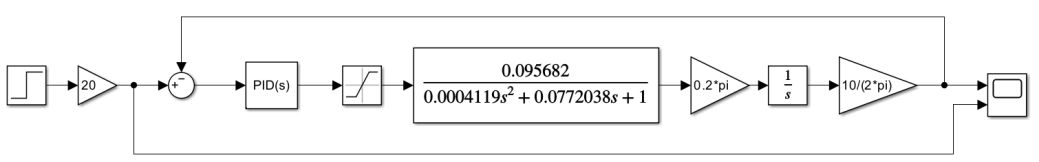 20
+
−
PID(s)
0.095682
0.0004119s² + 0.0772038s + 1
0.2*pi
1
s
10/(2*pi)